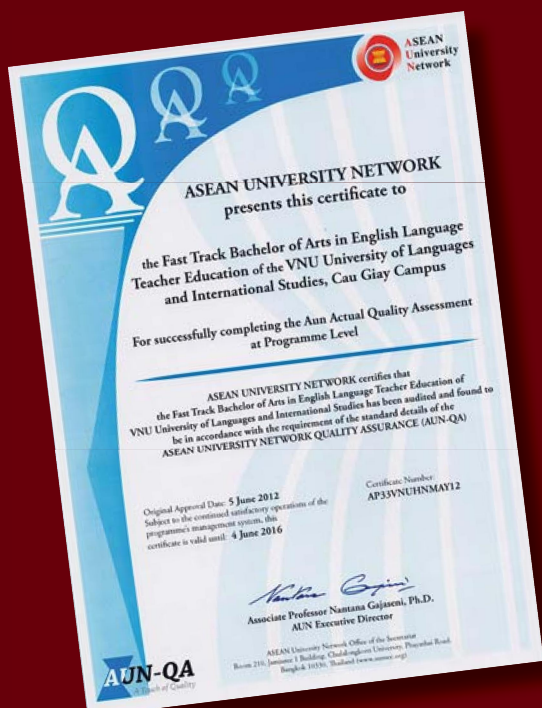 QA QA QA
ASEAN
University
Network
ASEAN UNIVERSITY NETWORK
presents this certificate to
the Fast Track Bachelor of Arts in English Language
Teacher Education of the VNU University of Languages
and International Studies, Cau Giay Campus
For successfully completing the Aun Actual Quality Assessment
at Programme Level
ASEAN UNIVERSITY NETWORK certifies that
the Fast Track Bachelor of Arts in English Language Teacher Education of
VNU University of Languages and International Studies has been audited and found to
be in accordance with the requirement of the standard details of the
ASEAN UNIVERSITY NETWORK QUALITY ASSURANCE (AUN-QA)
Original Approval Date: 5 June 2012
Subject to the continued satisfactory operations of the
programme's management system, this
certificate is valid until: 4 June 2016
Certificate Number:
AP33VNUHNMAY12
Nantana Gajaseni
Associate Professor Nantana Gajaseni, Ph.D.
AUN Executive Director
ASEAN University Network Office of the Secretariat
Room 210, Jamjuree 1 Building, Chulalongkorn University, Phayathai Road
Bangkok 10330, Thailand (www.aunsec.org)
AUN-QA
A Touch of Quality